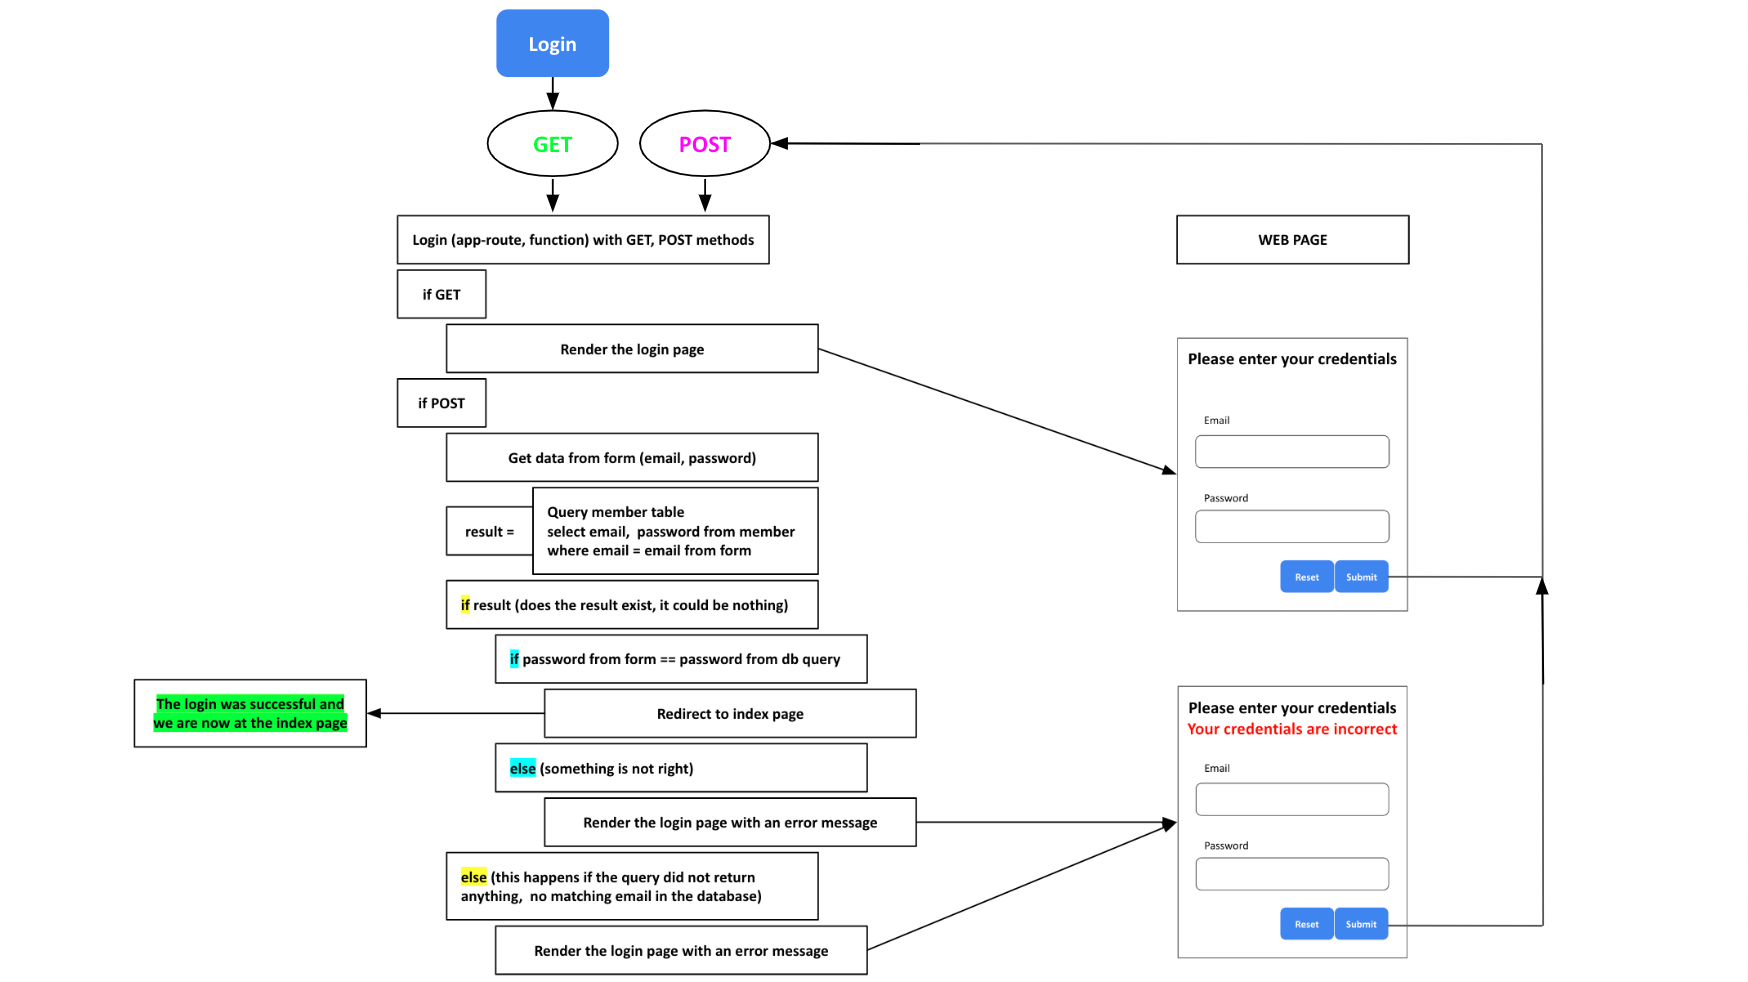 Login
GET
POST
Login (app-route, function) with GET, POST methods
WEB PAGE
if GET
Render the login page
if POST
Get data from form (email, password)
result =
Query member table
select email,  password from member
where email = email from form
if result (does the result exist, it could be nothing)
if password from form == password from db query
Redirect to index page
The login was successful and
we are now at the index page
else (something is not right)
Render the login page with an error message
else (this happens if the query did not return
anything,  no matching email in the database)
Render the login page with an error message
Please enter your credentials
Email
Password
Reset
Submit
Please enter your credentials
Your credentials are incorrect
Email
Password
Reset
Submit